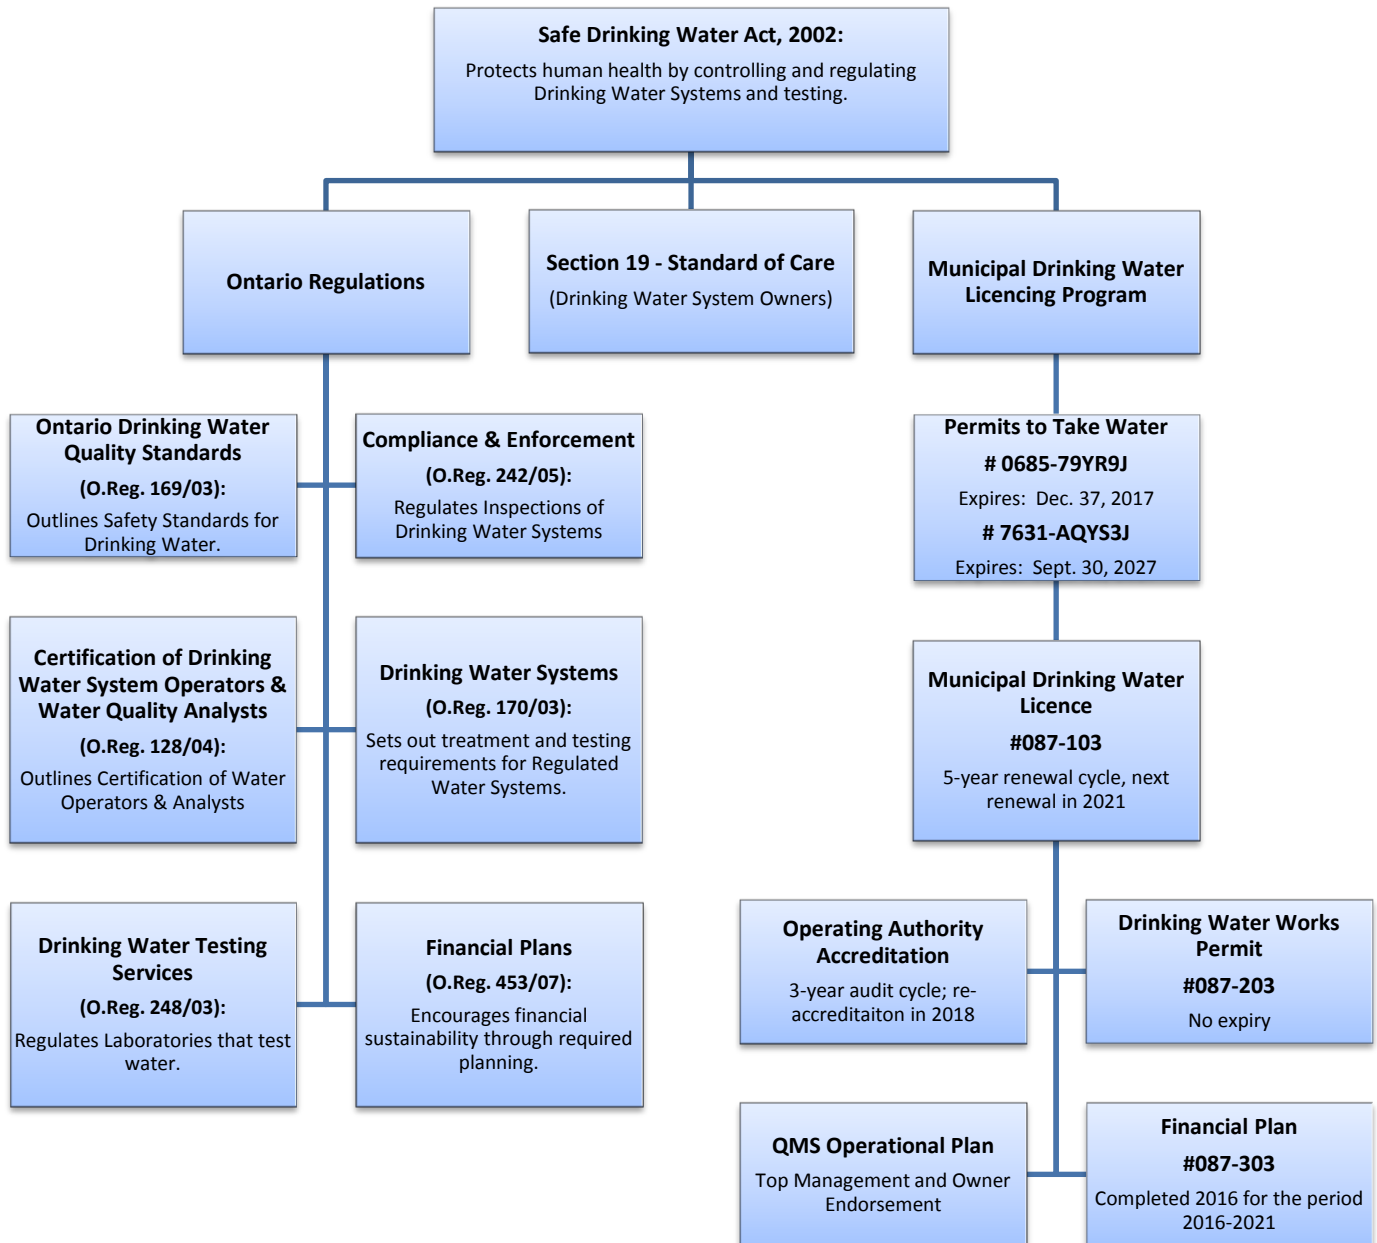 Safe Drinking Water Act, 2002:
Protects human health by controlling and regulating
Drinking Water Systems and testing.
Ontario Regulations
Section 19 - Standard of Care
(Drinking Water System Owners)
Municipal Drinking Water
Licencing Program
Ontario Drinking Water
Quality Standards
(O.Reg. 169/03):
Outlines Safety Standards for
Drinking Water.
Compliance & Enforcement
(O.Reg. 242/05):
Regulates Inspections of
Drinking Water Systems
Permits to Take Water
# 0685-79YR9J
Expires: Dec. 37, 2017
# 7631-AQYS3J
Expires: Sept. 30, 2027
Certification of Drinking
Water System Operators &
Water Quality Analysts
(O.Reg. 128/04):
Outlines Certification of Water
Operators & Analysts
Drinking Water Systems
(O.Reg. 170/03):
Sets out treatment and testing
requirements for Regulated
Water Systems.
Municipal Drinking Water
Licence
#087-103
5-year renewal cycle, next
renewal in 2021
Drinking Water Testing
Services
(O.Reg. 248/03):
Regulates Laboratories that test
water.
Financial Plans
(O.Reg. 453/07):
Encourages financial
sustainability through required
planning.
Operating Authority
Accreditation
3-year audit cycle; re-
accreditaiton in 2018
Drinking Water Works
Permit
#087-203
No expiry
QMS Operational Plan
Top Management and Owner
Endorsement
Financial Plan
#087-303
Completed 2016 for the period
2016-2021